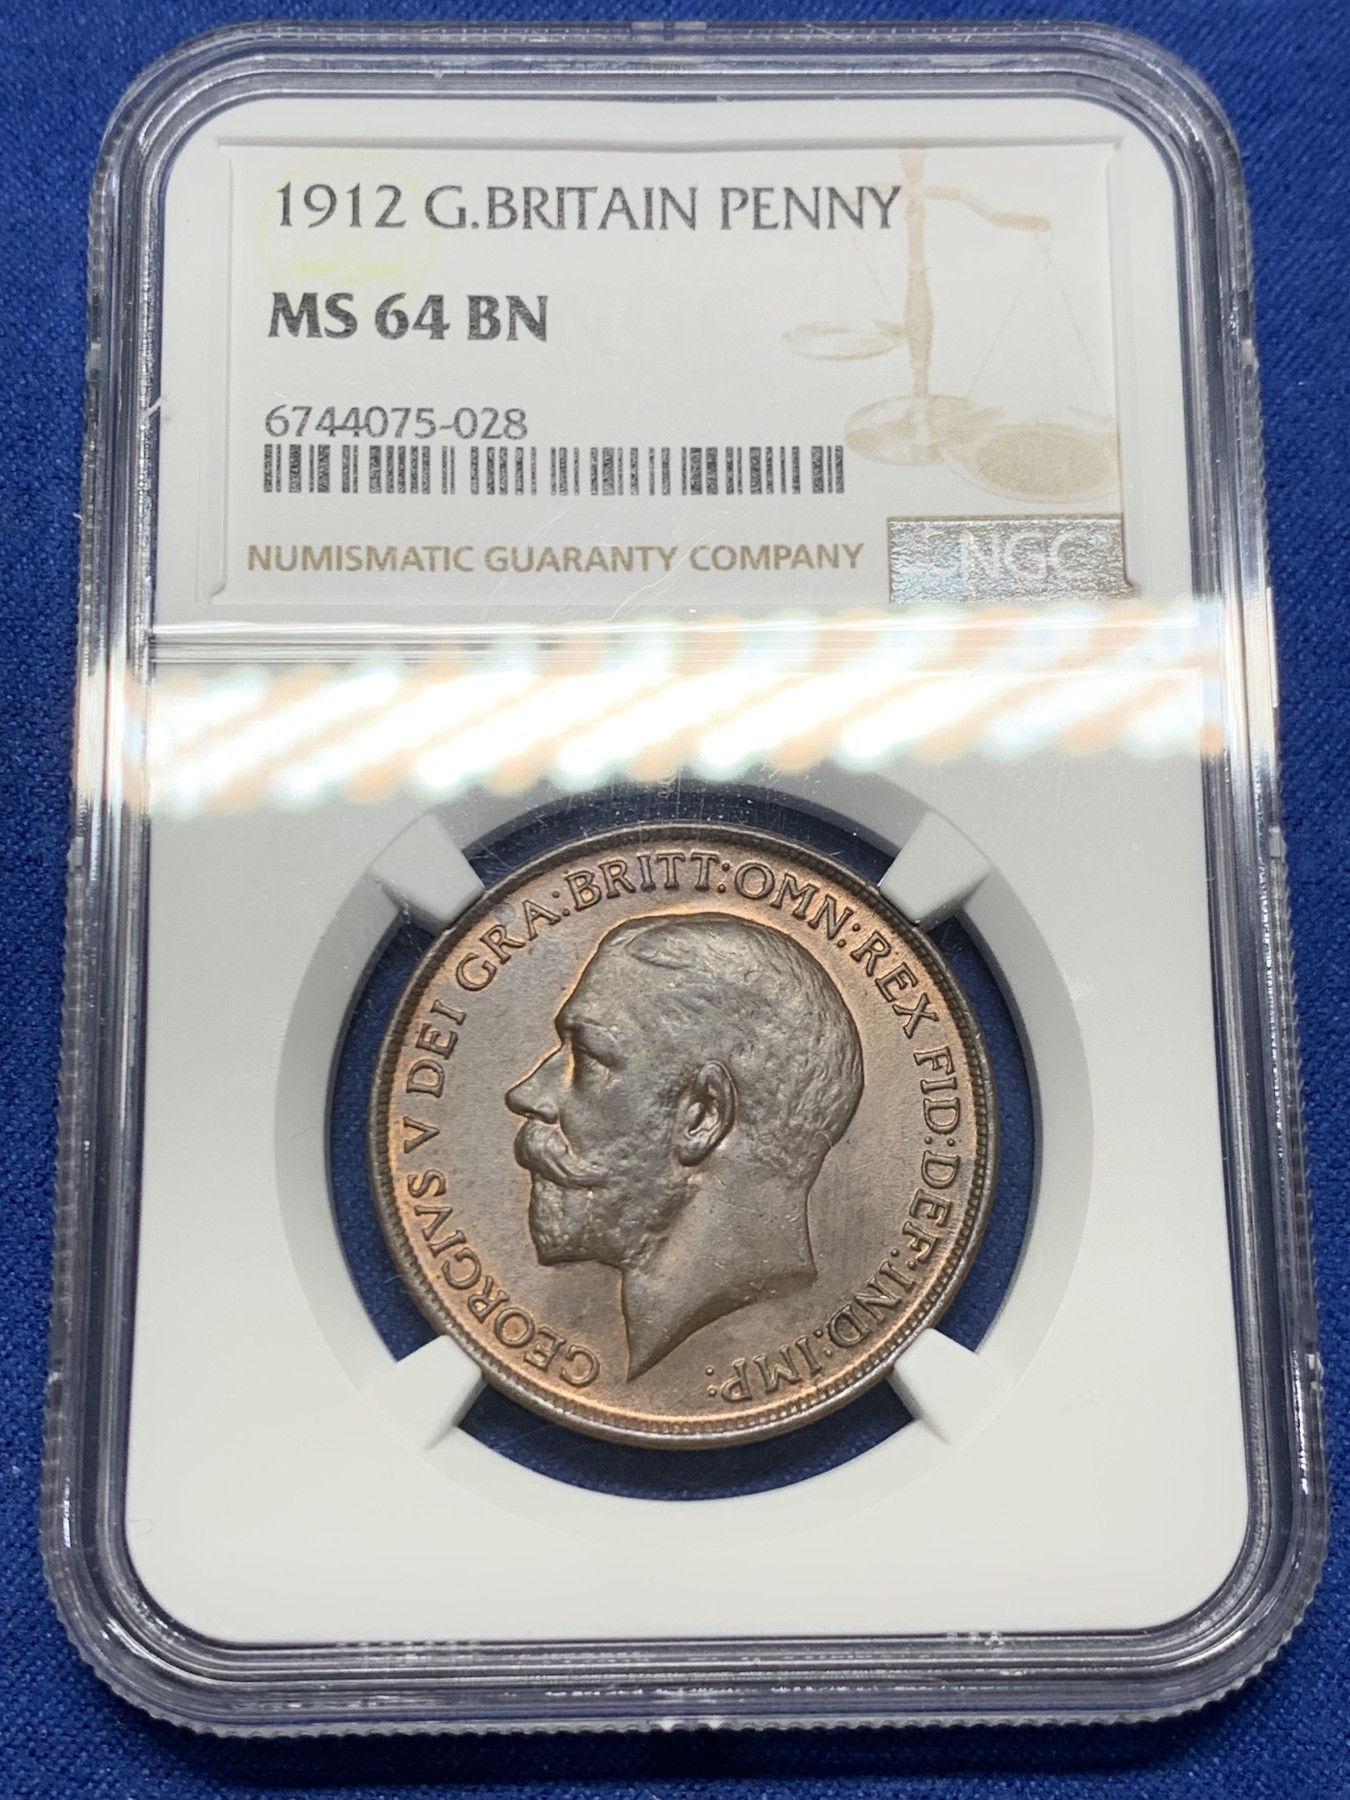 1912 G.BRITAIN PENNY
MS 64 BN
6744075-028
NUMISMATIC GUARANTY COMPANY
NGC
GEORGIVS V DEI GRA:BRITT:OMN:REX FID:DEF:IND:IMP: